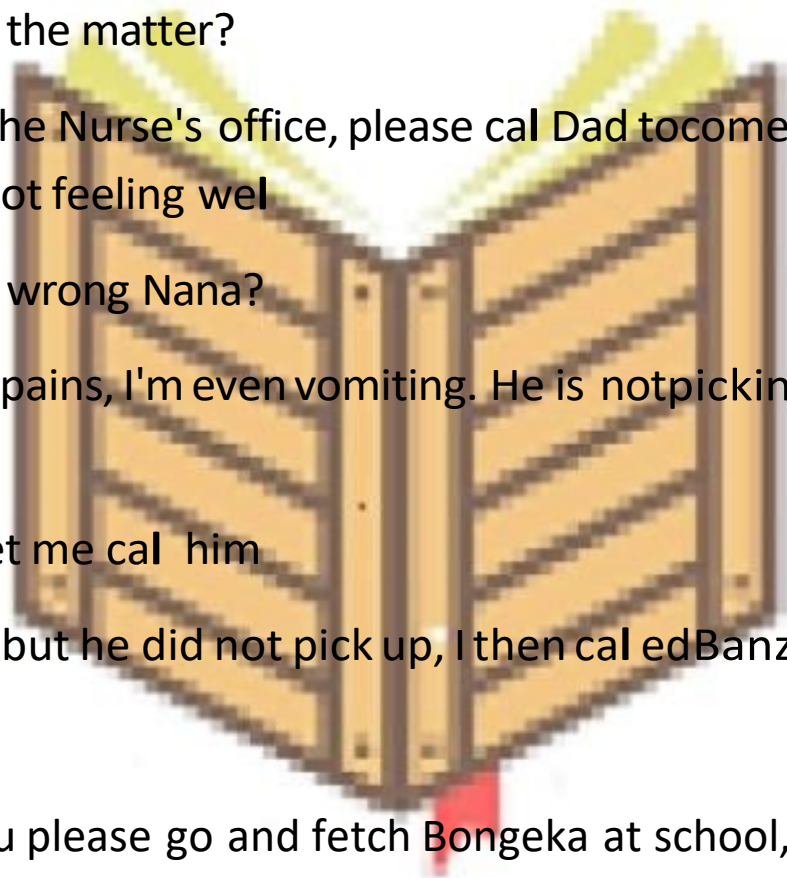 the matter?
he Nurse's office, please cal Dad tocome
ot feeling wel
wrong Nana?
pains, I'm even vomiting. He is notpickin
et me cal him
but he did not pick up, I then cal edBanz
u please go and fetch Bongeka at school,